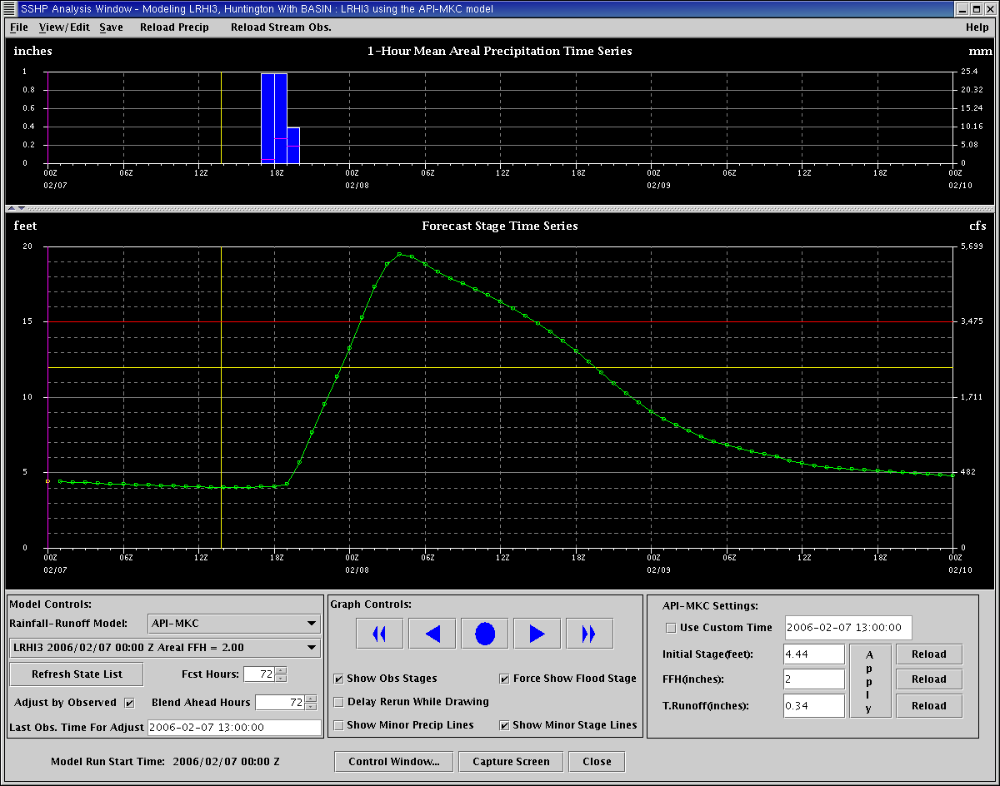 SSHP Analysis Window - Modeling LRHI3, Huntington With BASIN : LRHI3 using the API-MKC model
File View/Edit Save Reload Precip Reload Stream Obs. Help
inches 1-Hour Mean Areal Precipitation Time Series mm
1 25.4
0.8 20.32
0.6 15.24
0.4 10.16
0.2 5.08
0 0
00Z 06Z 12Z 18Z 00Z 06Z 12Z 18Z 00Z 06Z 12Z 18Z 00Z
02/07 02/08 02/09 02/10
feet Forecast Stage Time Series cfs
20 5,699
15 3,475
10 1,711
5 482
0 0
00Z 06Z 12Z 18Z 00Z 06Z 12Z 18Z 00Z 06Z 12Z 18Z 00Z
02/07 02/08 02/09 02/10
Model Controls:
Rainfall-Runoff Model: API-MKC
LRHI3 2006/02/07 00:00 Z Areal FFH = 2.00
Refresh State List Fcst Hours: 72
Adjust by Observed Blend Ahead Hours 72
Last Obs. Time For Adjust 2006-02-07 13:00:00
Graph Controls:
Show Obs Stages Force Show Flood Stage
Delay Rerun While Drawing
Show Minor Precip Lines Show Minor Stage Lines
API-MKC Settings:
Use Custom Time 2006-02-07 13:00:00
Initial Stage(feet): 4.44 Reload
FFH(inches): 2 Reload
T.Runoff(inches): 0.34 Reload
Apply
Model Run Start Time: 2006/02/07 00:00 Z Control Window... Capture Screen Close